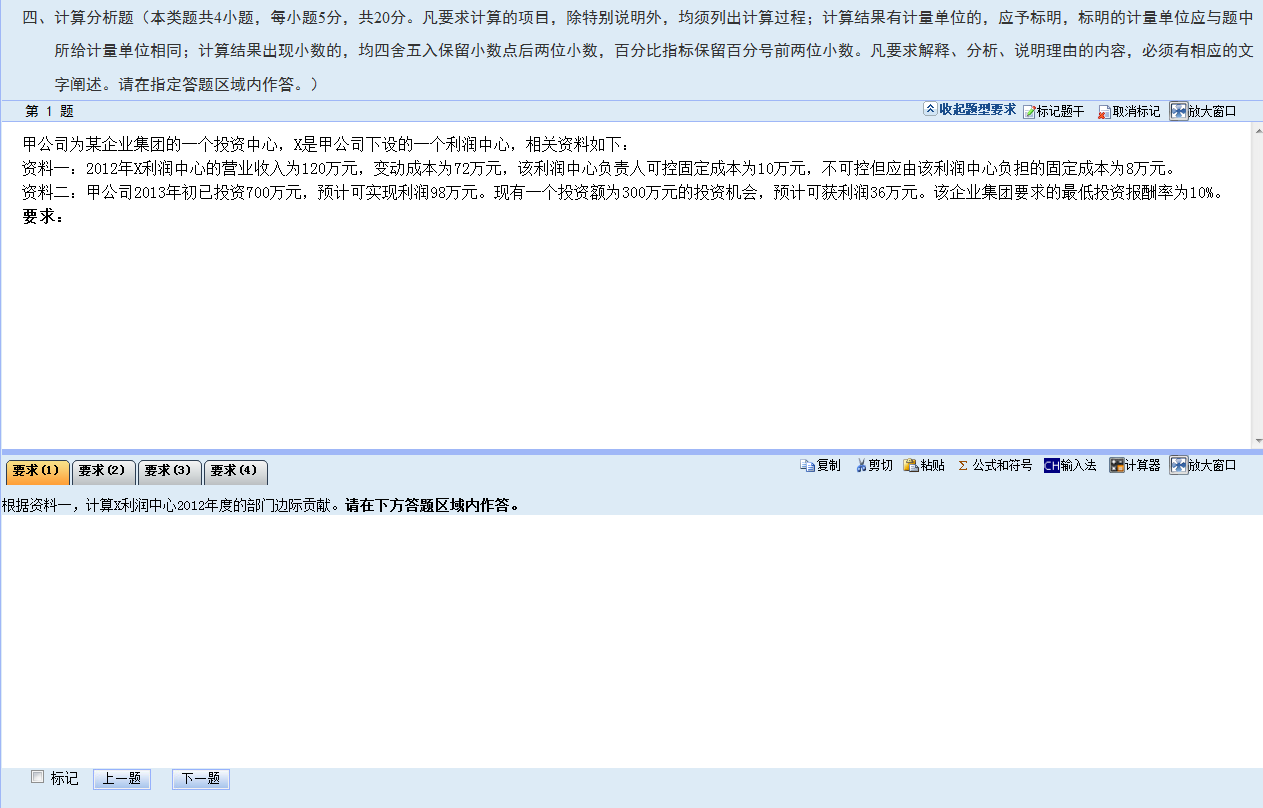 四、计算分析题（本类题共4小题，每小题5分，共20分。凡要求计算的项目，除特别说明外，均须列出计算过程；计算结果有计量单位的，应予标明，标明的计量单位应与题中
所给计量单位相同；计算结果出现小数的，均四舍五入保留小数点后两位小数，百分比指标保留百分号前两位小数。凡要求解释、分析、说明理由的内容，必须有相应的文
字阐述。请在指定答题区域内作答。）
第 1 题 收起题型要求 标记题干 取消标记 放大窗口
甲公司为某企业集团的一个投资中心，X是甲公司下设的一个利润中心，相关资料如下：
资料一：2012年X利润中心的营业收入为120万元，变动成本为72万元，该利润中心负责人可控固定成本为10万元，不可控但应由该利润中心负担的固定成本为8万元。
资料二：甲公司2013年初已投资700万元，预计可实现利润98万元。现有一个投资额为300万元的投资机会，预计可获利润36万元。该企业集团要求的最低投资报酬率为10%。
要求：
要求(1) 要求(2) 要求(3) 要求(4) 复制 剪切 粘贴 Σ 公式和符号 CH输入法 计算器 放大窗口
根据资料一，计算X利润中心2012年度的部门边际贡献。请在下方答题区域内作答。
标记 上一题 下一题